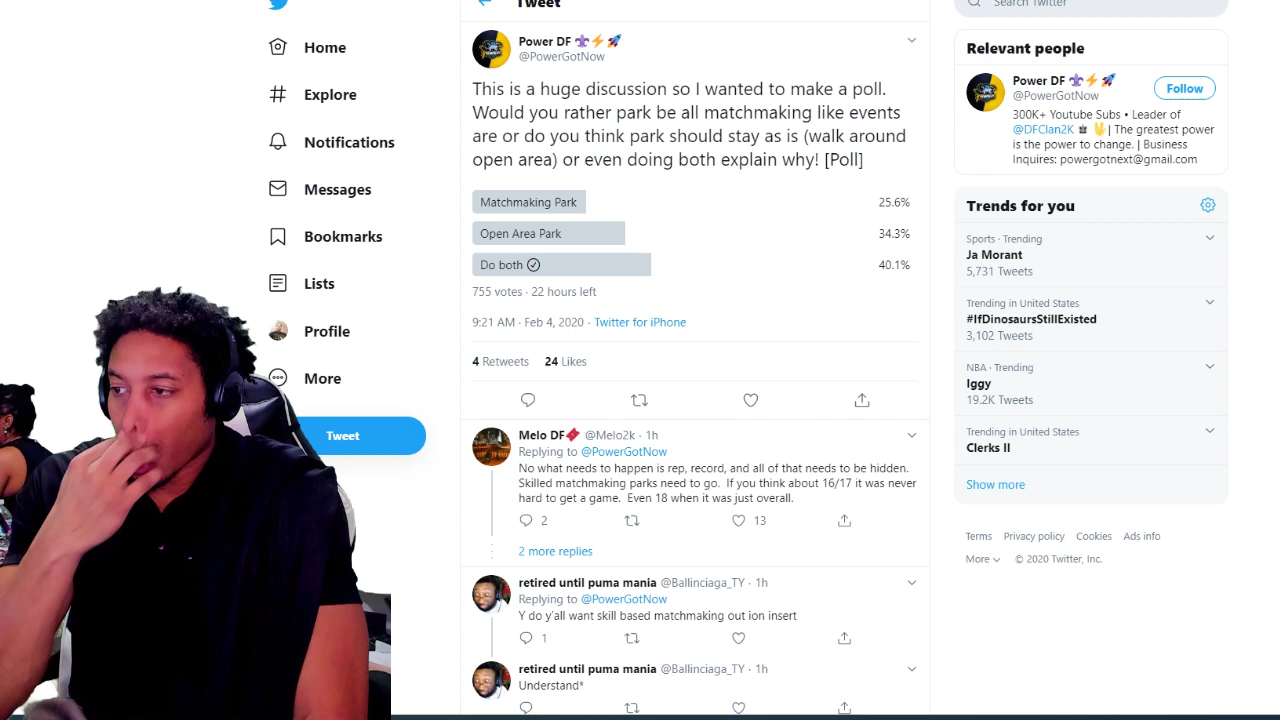 Tweet
Search Twitter
Home
Explore
Notifications
Messages
Bookmarks
Lists
Profile
More
Tweet
Power DF
@PowerGotNow
This is a huge discussion so I wanted to make a poll.
Would you rather park be all matchmaking like events
are or do you think park should stay as is (walk around
open area) or even doing both explain why! [Poll]
Matchmaking Park 25.6%
Open Area Park 34.3%
Do both 40.1%
755 votes · 22 hours left
9:21 AM · Feb 4, 2020 · Twitter for iPhone
4 Retweets 24 Likes
Melo DF @Melo2k · 1h
Replying to @PowerGotNow
No what needs to happen is rep, record, and all of that needs to be hidden.
Skilled matchmaking parks need to go. If you think about 16/17 it was never
hard to get a game. Even 18 when it was just overall.
2 13
2 more replies
retired until puma mania @Ballinciaga_TY · 1h
Replying to @PowerGotNow
Y do y'all want skill based matchmaking out ion insert
1
retired until puma mania @Ballinciaga_TY · 1h
Understand*
Relevant people
Power DF
@PowerGotNow
Follow
300K+ Youtube Subs • Leader of
@DFClan2K | The greatest power
is the power to change. | Business
Inquires: powergotnext@gmail.com
Trends for you
Sports · Trending
Ja Morant
5,731 Tweets
Trending in United States
#IfDinosaursStillExisted
3,102 Tweets
NBA · Trending
Iggy
19.2K Tweets
Trending in United States
Clerks II
Show more
Terms Privacy policy Cookies Ads info
More © 2020 Twitter, Inc.